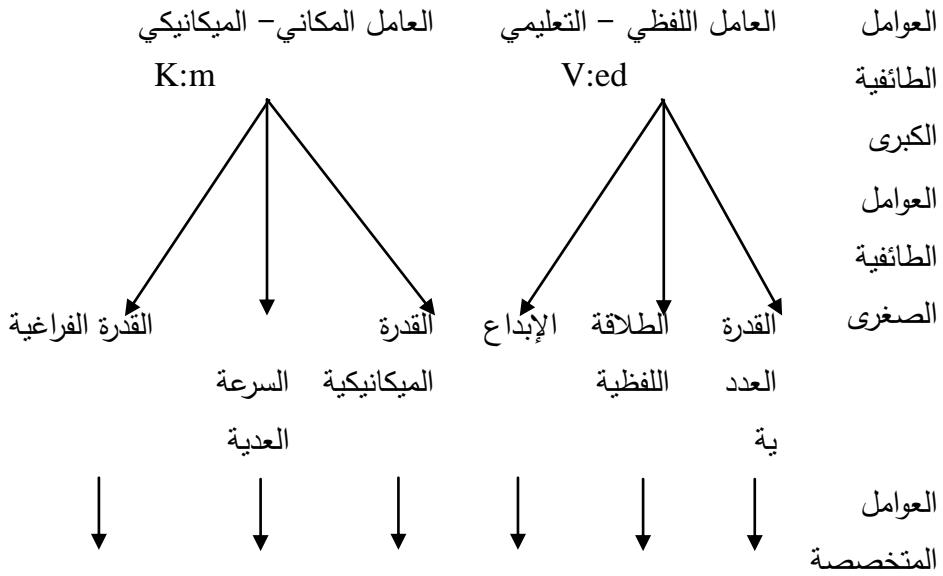 العوامل العامل اللفظي – التعليمي العامل المكاني– الميكانيكي
الطائفية V:ed K:m
الكبرى
العوامل
الطائفية
الصغرى القدرة الطلاقة الإبداع القدرة القدرة الفراغية
العدد اللفظية الميكانيكية السرعة
ية العدية
العوامل
المتخصصية